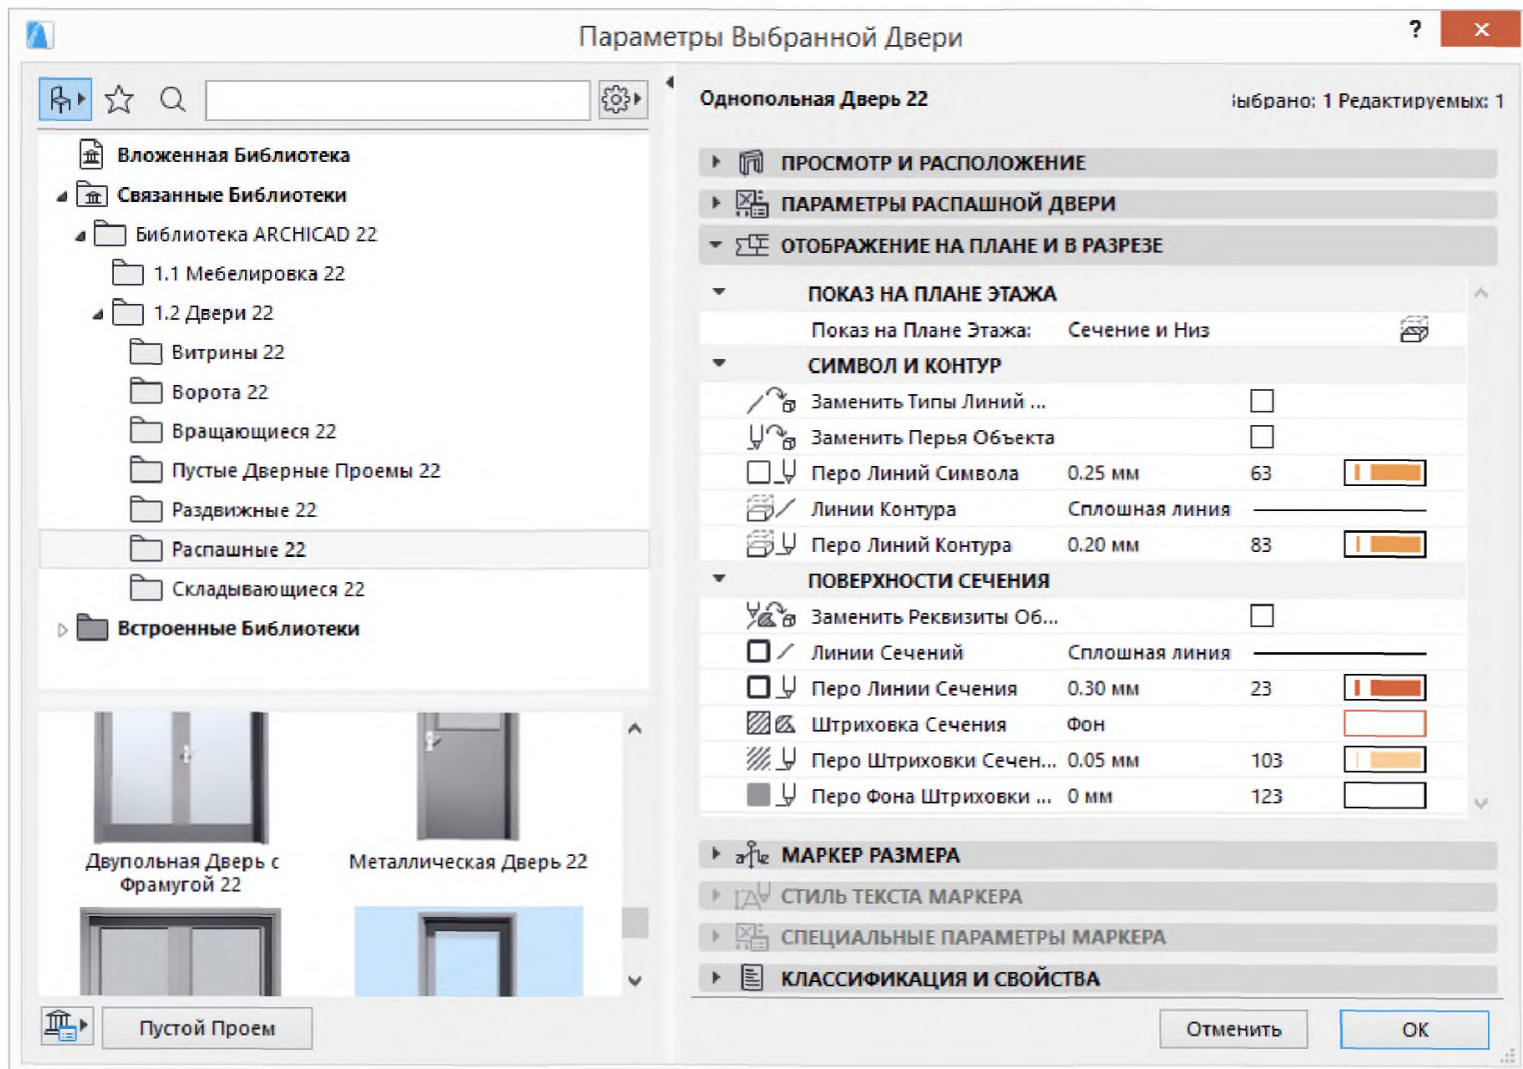 Параметры Выбранной Двери
?
Вложенная Библиотека
Связанные Библиотеки
Библиотека ARCHICAD 22
1.1 Мебелировка 22
1.2 Двери 22
Витрины 22
Ворота 22
Вращающиеся 22
Пустые Дверные Проемы 22
Раздвижные 22
Распашные 22
Складывающиеся 22
Встроенные Библиотеки
Двупольная Дверь с
Фрамугой 22
Металлическая Дверь 22
Пустой Проем
Однопольная Дверь 22
ыбрано: 1 Редактируемых: 1
ПРОСМОТР И РАСПОЛОЖЕНИЕ
ПАРАМЕТРЫ РАСПАШНОЙ ДВЕРИ
ОТОБРАЖЕНИЕ НА ПЛАНЕ И В РАЗРЕЗЕ
ПОКАЗ НА ПЛАНЕ ЭТАЖА
Показ на Плане Этажа: Сечение и Низ
СИМВОЛ И КОНТУР
Заменить Типы Линий ...
Заменить Перья Объекта
Перо Линий Символа 0.25 мм 63
Линии Контура Сплошная линия
Перо Линий Контура 0.20 мм 83
ПОВЕРХНОСТИ СЕЧЕНИЯ
Заменить Реквизиты Об...
Линии Сечений Сплошная линия
Перо Линии Сечения 0.30 мм 23
Штриховка Сечения Фон
Перо Штриховки Сечен... 0.05 мм 103
Перо Фона Штриховки ... 0 мм 123
МАРКЕР РАЗМЕРА
СТИЛЬ ТЕКСТА МАРКЕРА
СПЕЦИАЛЬНЫЕ ПАРАМЕТРЫ МАРКЕРА
КЛАССИФИКАЦИЯ И СВОЙСТВА
Отменить
ОК